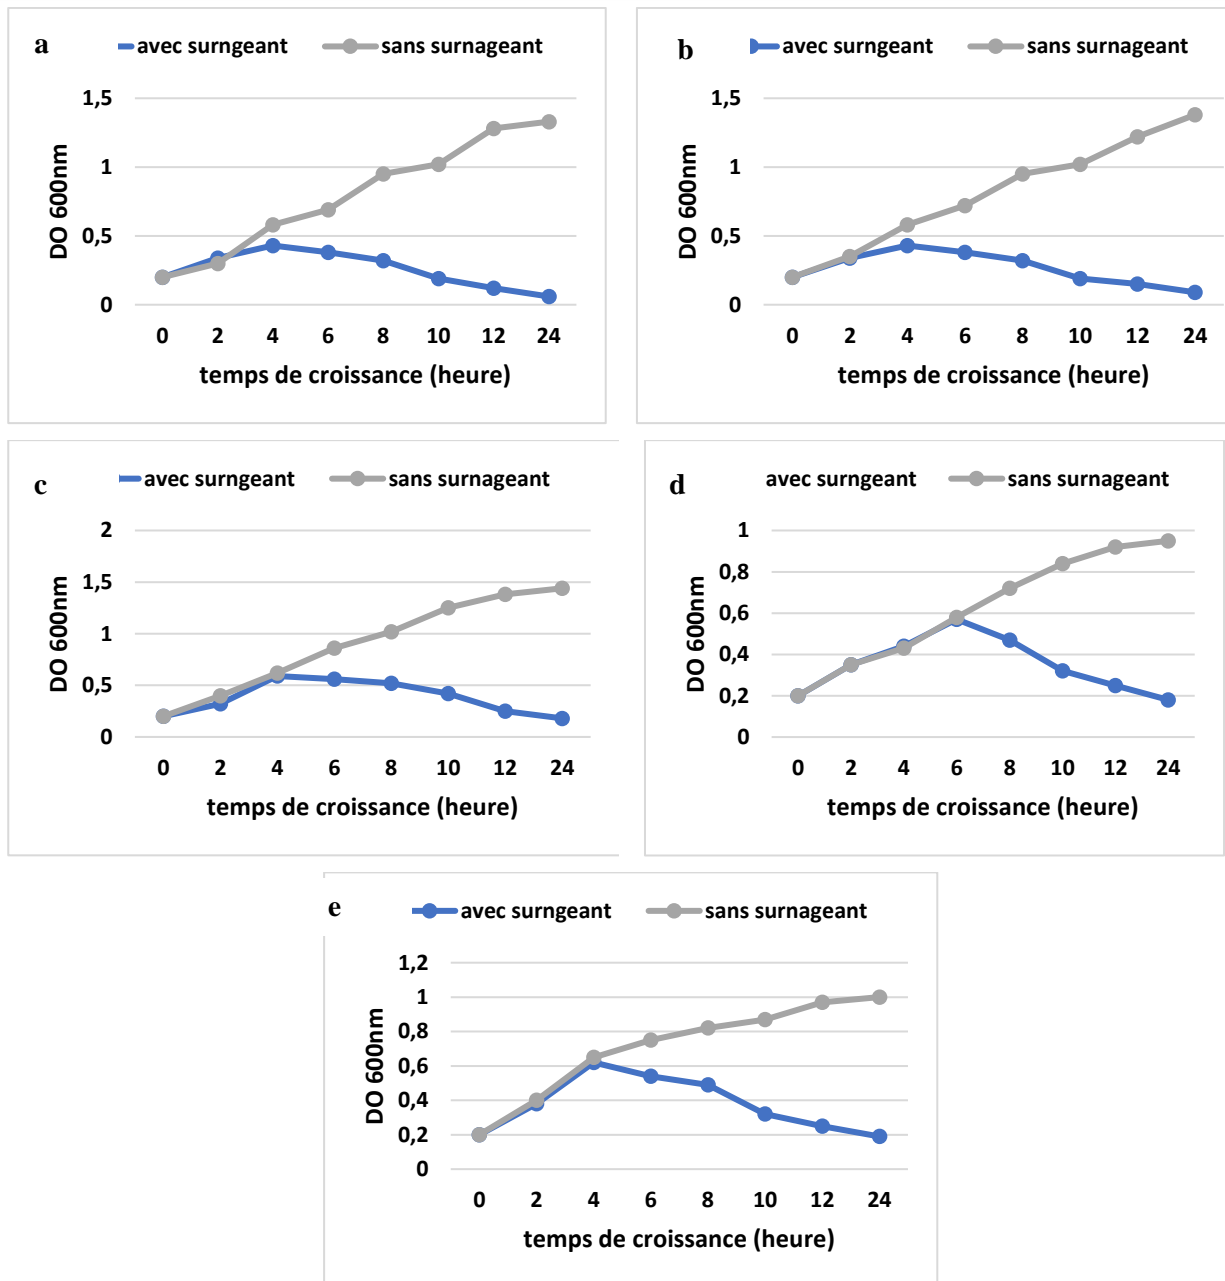 a
avec surngeant sans surnageant
1,5
1
0,5
0
DO 600nm
0 2 4 6 8 10 12 24
temps de croissance (heure)
b
avec surngeant sans surnageant
1,5
1
0,5
0
DO 600nm
0 2 4 6 8 10 12 24
temps de croissance (heure)
c
avec surngeant sans surnageant
2
1,5
1
0,5
0
DO 600nm
0 2 4 6 8 10 12 24
temps de croissance (heure)
d
avec surngeant sans surnageant
1
0,8
0,6
0,4
0,2
0
DO 600nm
0 2 4 6 8 10 12 24
temps de croissance (heure)
e
avec surngeant sans surnageant
1,2
1
0,8
0,6
0,4
0,2
0
DO 600nm
0 2 4 6 8 10 12 24
temps de croissance (heure)